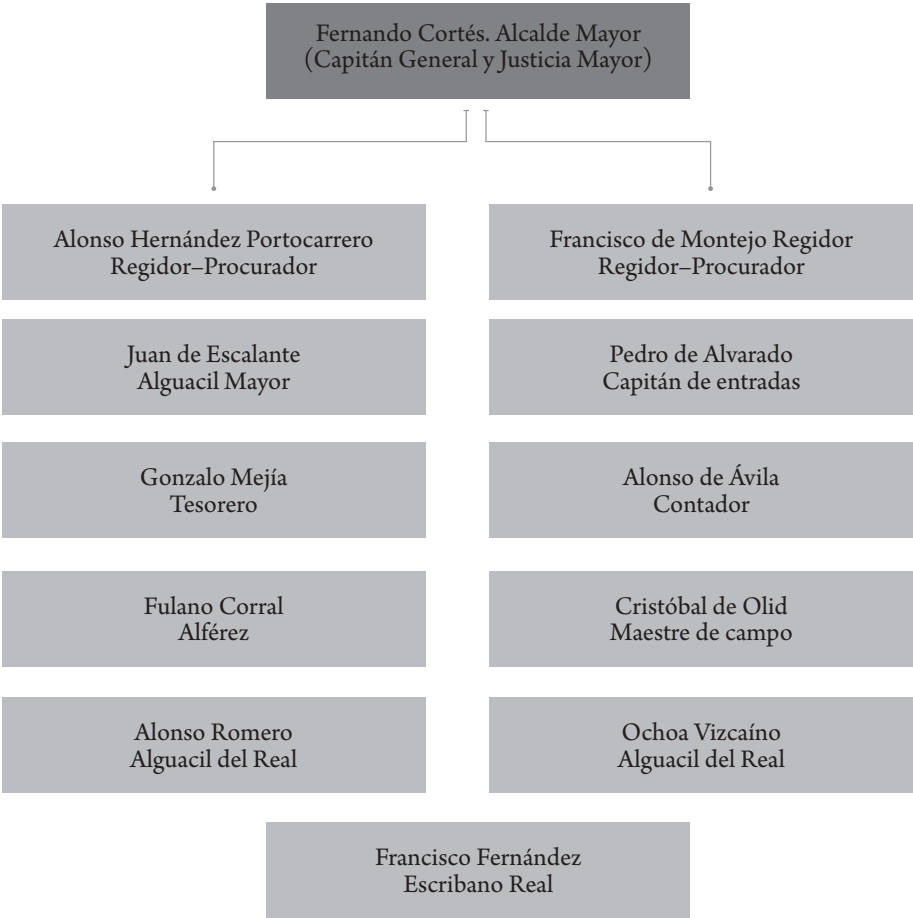 Fernando Cortés. Alcalde Mayor
(Capitán General y Justicia Mayor)
Alonso Hernández Portocarrero
Regidor–Procurador
Francisco de Montejo Regidor
Regidor–Procurador
Juan de Escalante
Alguacil Mayor
Pedro de Alvarado
Capitán de entradas
Gonzalo Mejía
Tesorero
Alonso de Ávila
Contador
Fulano Corral
Alférez
Cristóbal de Olid
Maestre de campo
Alonso Romero
Alguacil del Real
Ochoa Vizcaíno
Alguacil del Real
Francisco Fernández
Escribano Real